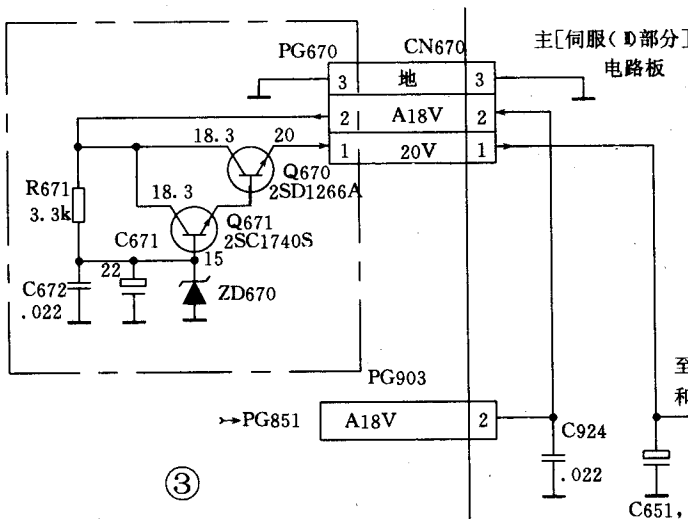 PG670
CN670
主[伺服(Ⅰ)部分]
电路板
3 地 3
2 A18V 2
1 20V 1
18.3
20
Q670
2SD1266A
R671
3.3k
18.3
Q671
2SC1740S
C671
22
15
C672
.022
ZD670
PG903
至
和
PG851
A18V 2
C924
.022
③
C651,